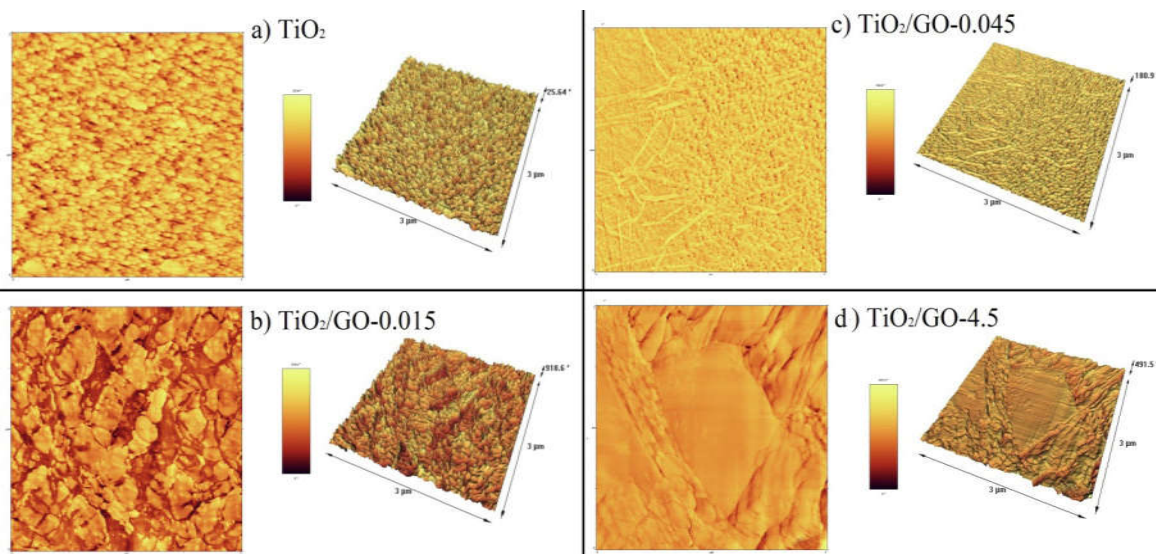 a) TiO₂
25.64 °
3 µm
3 µm
c) TiO₂/GO-0.045
180.9
3 µm
3 µm
b) TiO₂/GO-0.015
918.6 °
3 µm
3 µm
d) TiO₂/GO-4.5
491.5
3 µm
3 µm